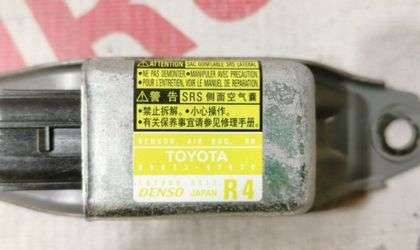 ATTENTION SAC GONFLABLE SRS LATERAL
•NE PAS DEMONTER. •MANIPULER AVEC PRECAUTION.
•POUR L'ENTRETIEN, VOIR LE MANUEL DE REPARATION.
警告 SRS 侧面空气囊
•禁止拆解。•小心操作。
•有关保养事宜请参见修理手册.
SENSOR, AIR BAG, RR
TOYOTA
DENSO JAPAN R4